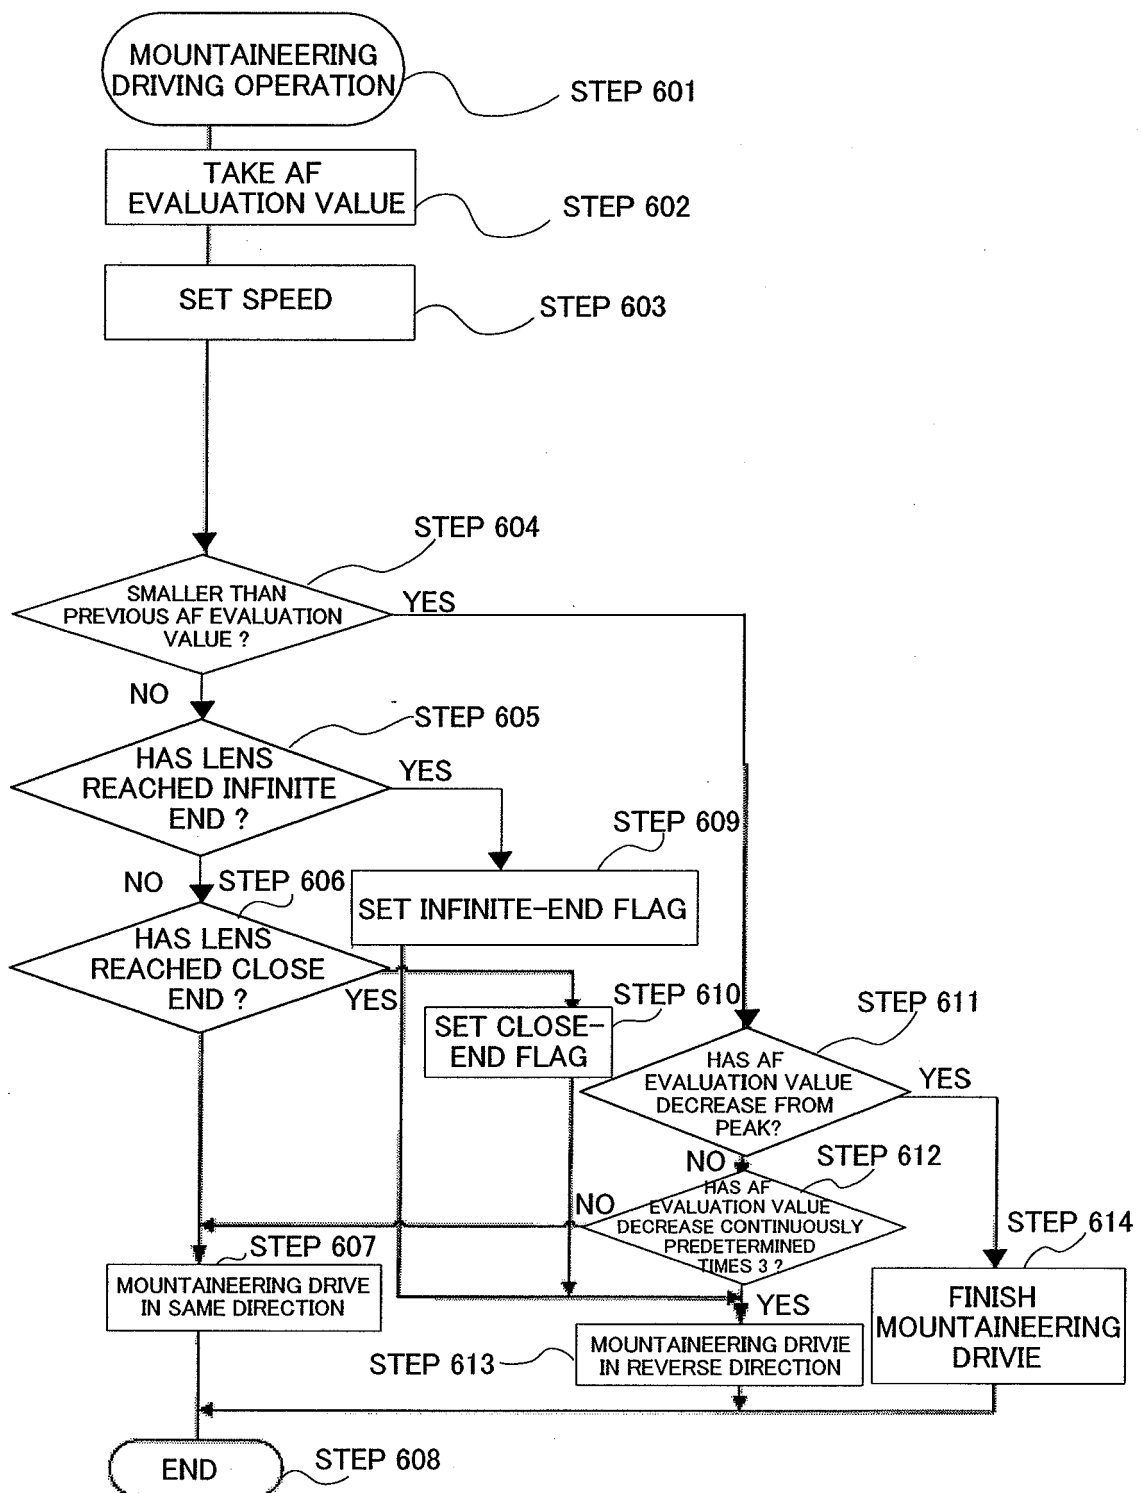 MOUNTAINEERING
DRIVING OPERATION
STEP 601
TAKE AF
EVALUATION VALUE
STEP 602
SET SPEED
STEP 603
STEP 604
SMALLER THAN
PREVIOUS AF EVALUATION
VALUE ?
YES
NO
STEP 605
HAS LENS
REACHED INFINITE
END ?
YES
STEP 609
NO
STEP 606
SET INFINITE-END FLAG
HAS LENS
REACHED CLOSE
END ?
YES
STEP 610
SET CLOSE-
END FLAG
STEP 611
HAS AF
EVALUATION VALUE
DECREASE FROM
PEAK?
YES
NO
STEP 612
HAS AF
EVALUATION VALUE
DECREASE CONTINUOUSLY
PREDETERMINED
TIMES 3 ?
NO
STEP 607
MOUNTAINEERING DRIVE
IN SAME DIRECTION
YES
STEP 614
FINISH
MOUNTAINEERING
DRIVIE
STEP 613
MOUNTAINEERING DRIVIE
IN REVERSE DIRECTION
END
STEP 608